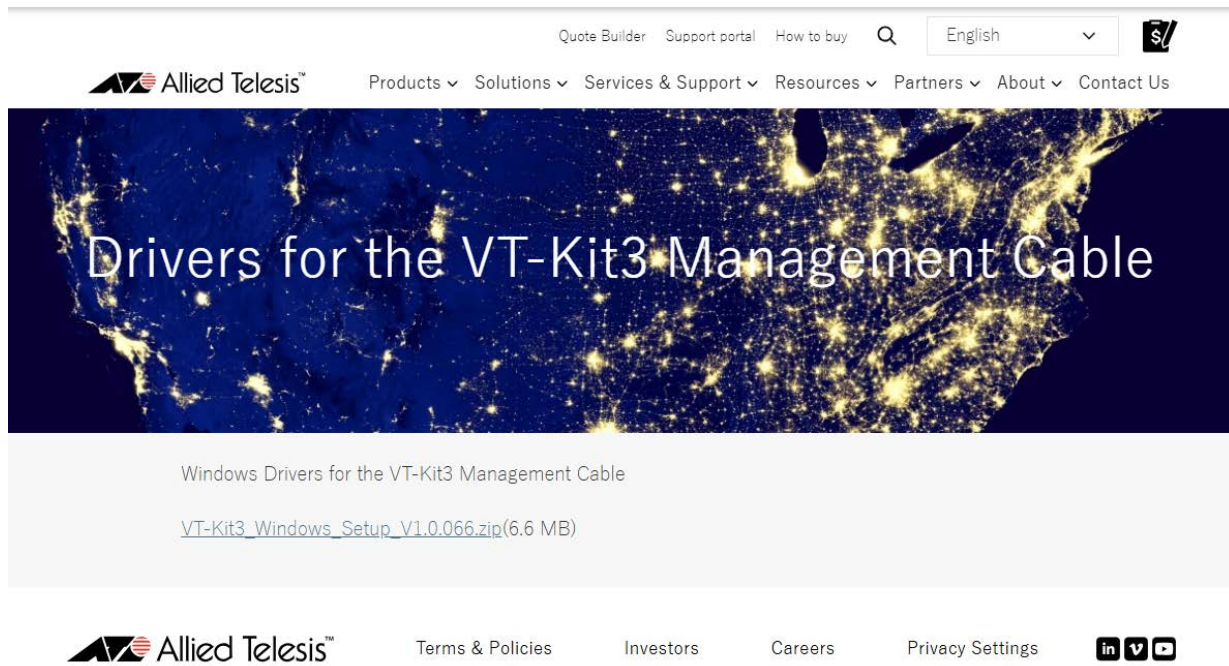 Quote Builder Support portal How to buy English
Allied Telesis™ Products Solutions Services & Support Resources Partners About Contact Us
Drivers for the VT-Kit3 Management Cable
Windows Drivers for the VT-Kit3 Management Cable
VT-Kit3_Windows_Setup_V1.0.066.zip(6.6 MB)
Allied Telesis™ Terms & Policies Investors Careers Privacy Settings